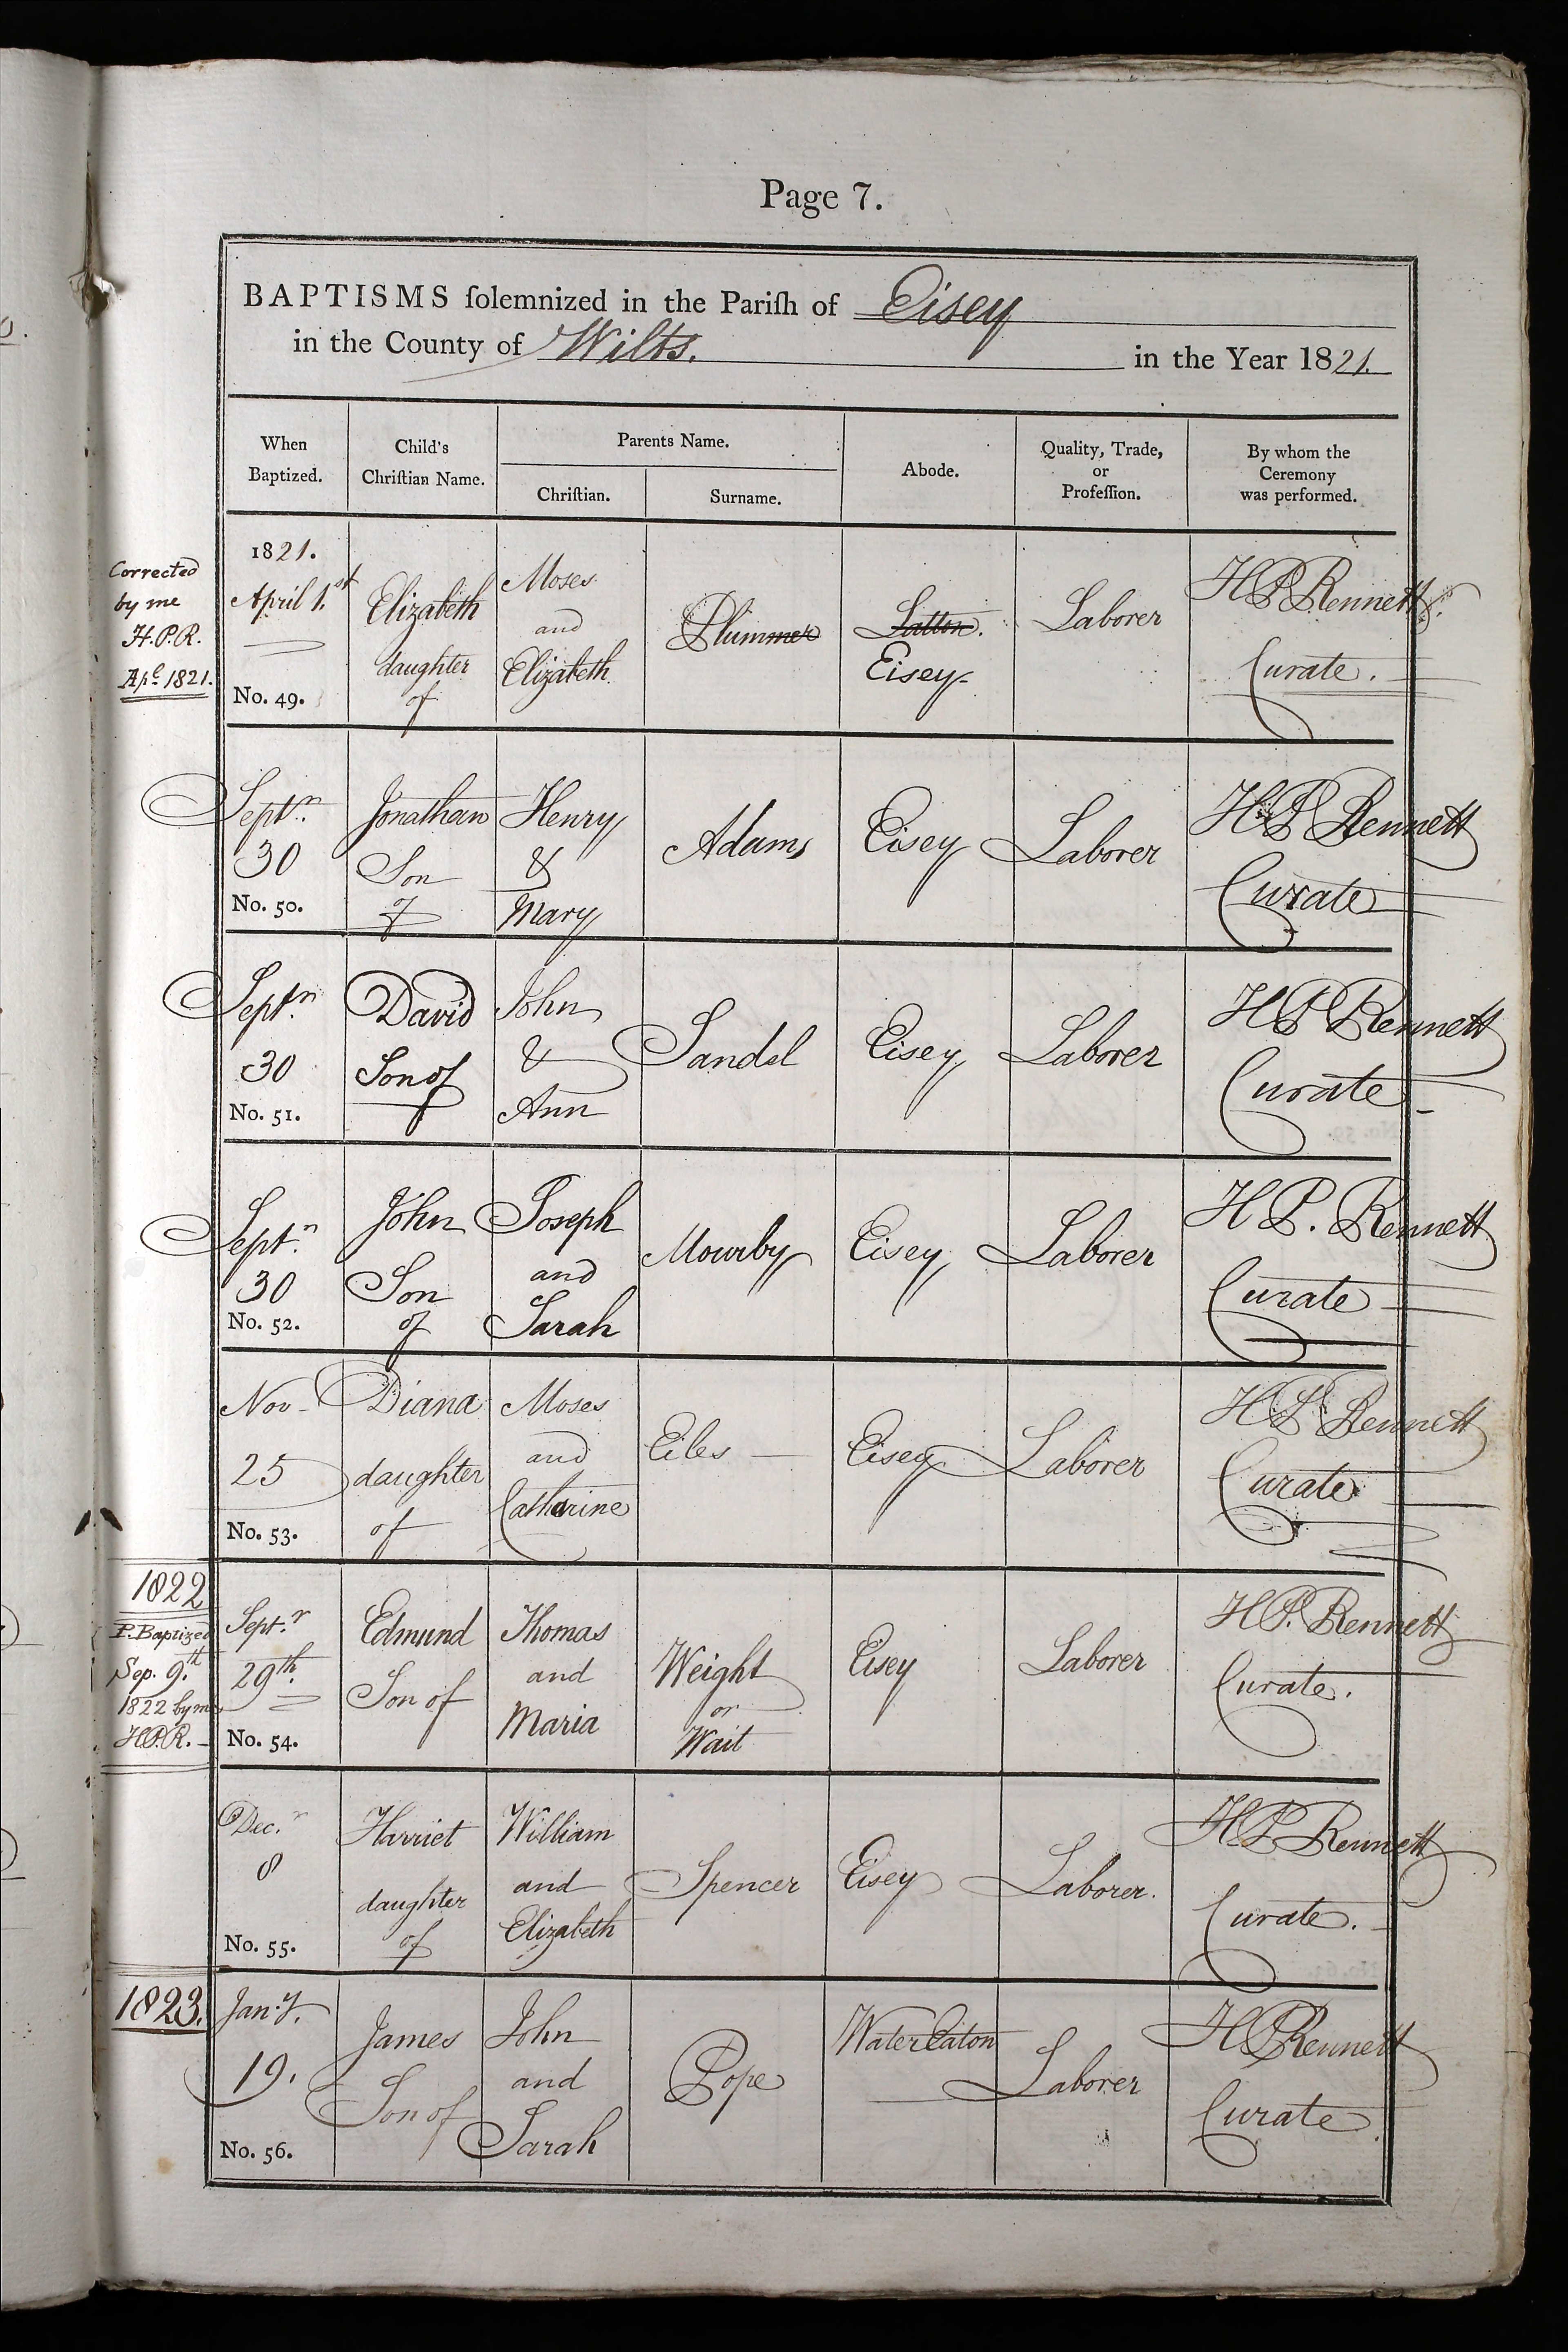 Page 7.
BAPTISMS ſolemnized in the Pariſh of Eisey
in the County of Wilts. in the Year 1821.
When
Baptized.
Child's
Chriſtian Name.
Parents Name.
Chriſtian.
Surname.
Abode.
Quality, Trade,
or
Profeſſion.
By whom the
Ceremony
was performed.
Corrected
by me
H.P.R.
Apl. 1821.
1821.
April 1.st
No. 49.
Elizabeth
daughter
of
Moses
and
Elizabeth
Plummer
Latton.
Eisey
Laborer
H P Rennett
Curate.
Septr.
30
No. 50.
Jonathan
Son
of
Henry
&
Mary
Adams
Eisey
Laborer
H P Rennett
Curate
Septr.
30
No. 51.
David
Son of
John
&
Ann
Sandel
Eisey
Laborer
H P Rennett
Curate
Septr.
30
No. 52.
John
Son
of
Joseph
and
Sarah
Mourby
Eisey
Laborer
H P. Rennett
Curate
Nov
25
No. 53.
Diana
daughter
of
Moses
and
Catharine
Eiles
Eisey
Laborer
H P Rennett
Curate
1822
P. Baptized
Sep. 9.th
1822 by me
H.P.R.
Sept.r
29th.
No. 54.
Edmund
Son of
Thomas
and
Maria
Weight
or
Wait
Eisey
Laborer
H P. Rennett
Curate.
Dec.r
8
No. 55.
Harriet
daughter
of
William
and
Elizabeth
Spencer
Eisey
Laborer.
H P Rennett
Curate.
1823.
Jan:y.
19.
No. 56.
James
Son of
John
and
Sarah
Pope
Water Eaton
Laborer
H P Rennett
Curate